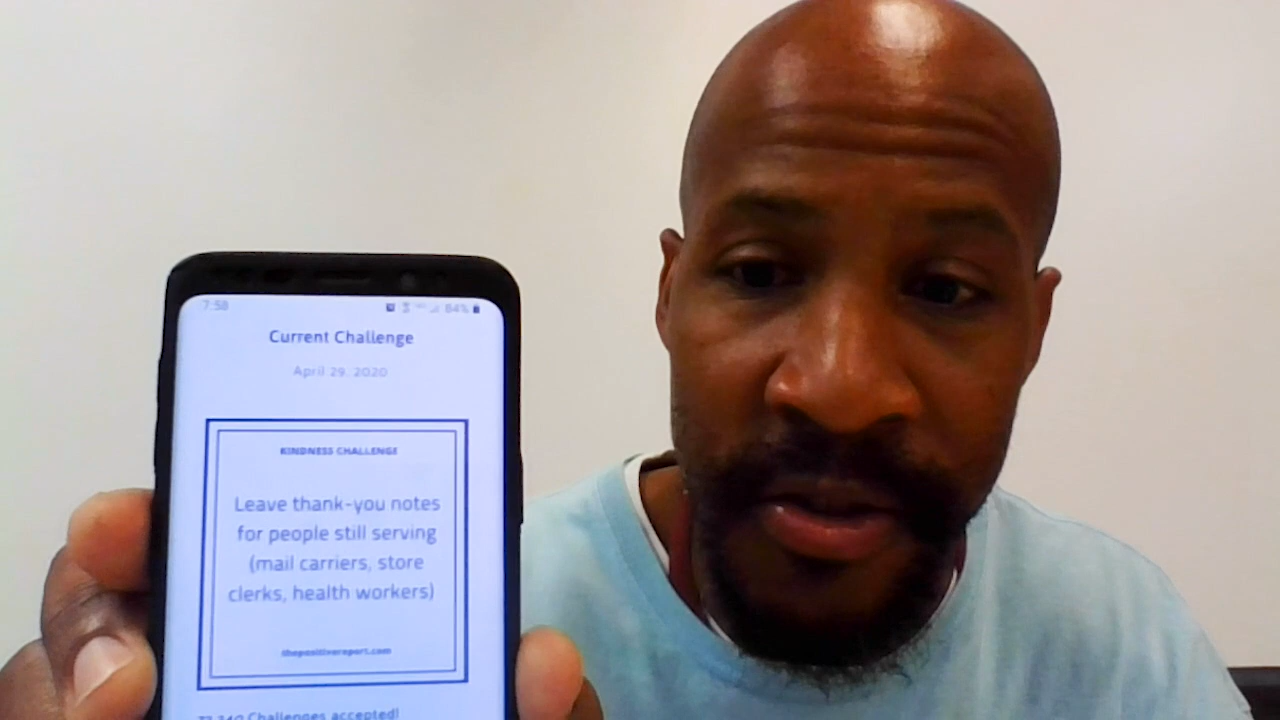 7:58
84%
Current Challenge
April 29, 2020
KINDNESS CHALLENGE
Leave thank-you notes
for people still serving
(mail carriers, store
clerks, health workers)
thepositivereport.com
Challenges accepted!